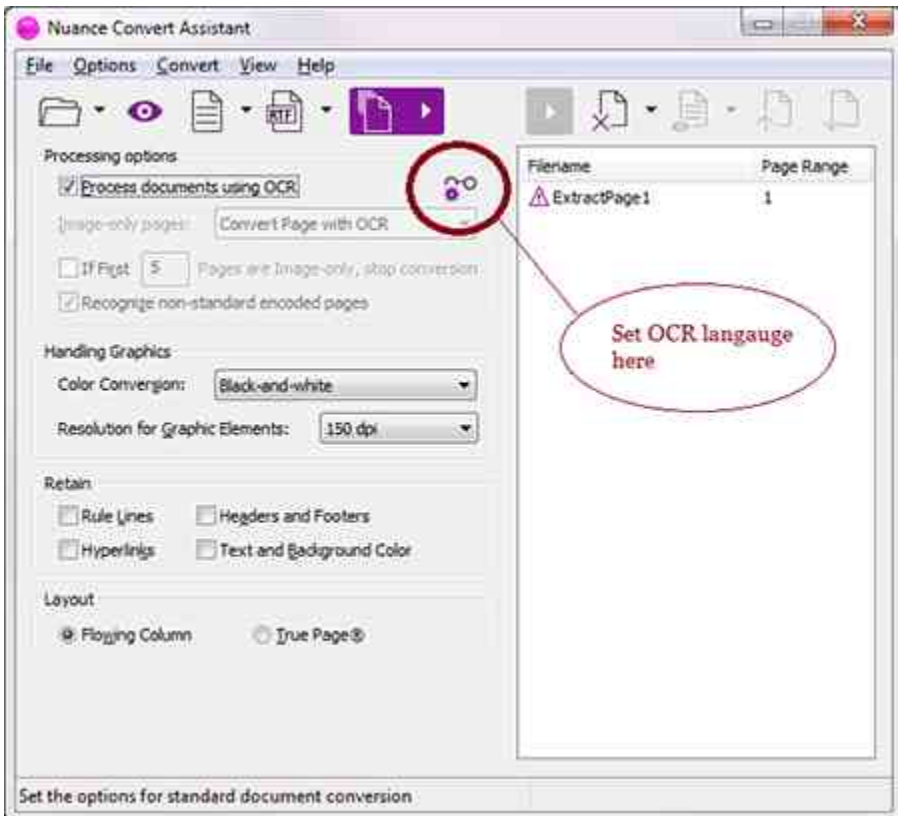 Nuance Convert Assistant
File Options Convert View Help
RTF
Processing options
Process documents using OCR
Image-only pages: Convert Page with OCR
If First 5 Pages are Image-only, stop conversion
Recognize non-standard encoded pages
Handling Graphics
Color Conversion: Black-and-white
Resolution for Graphic Elements: 150 dpi
Retain
Rule Lines Headers and Footers
Hyperlinks Text and Background Color
Layout
Flowing Column True Page®
Filename Page Range
ExtractPage1 1
Set OCR langauge
here
Set the options for standard document conversion